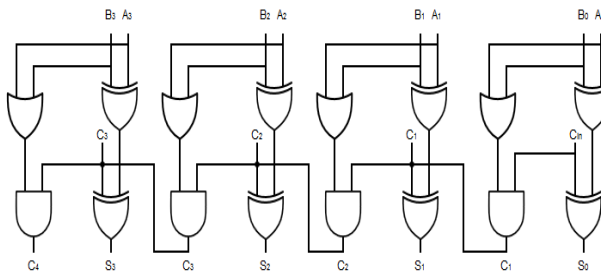 B3 A3 B2 A2 B1 A1 B0 A
C3 C2 C1 Cin
C4 S3 C3 S2 C2 S1 C1 S0